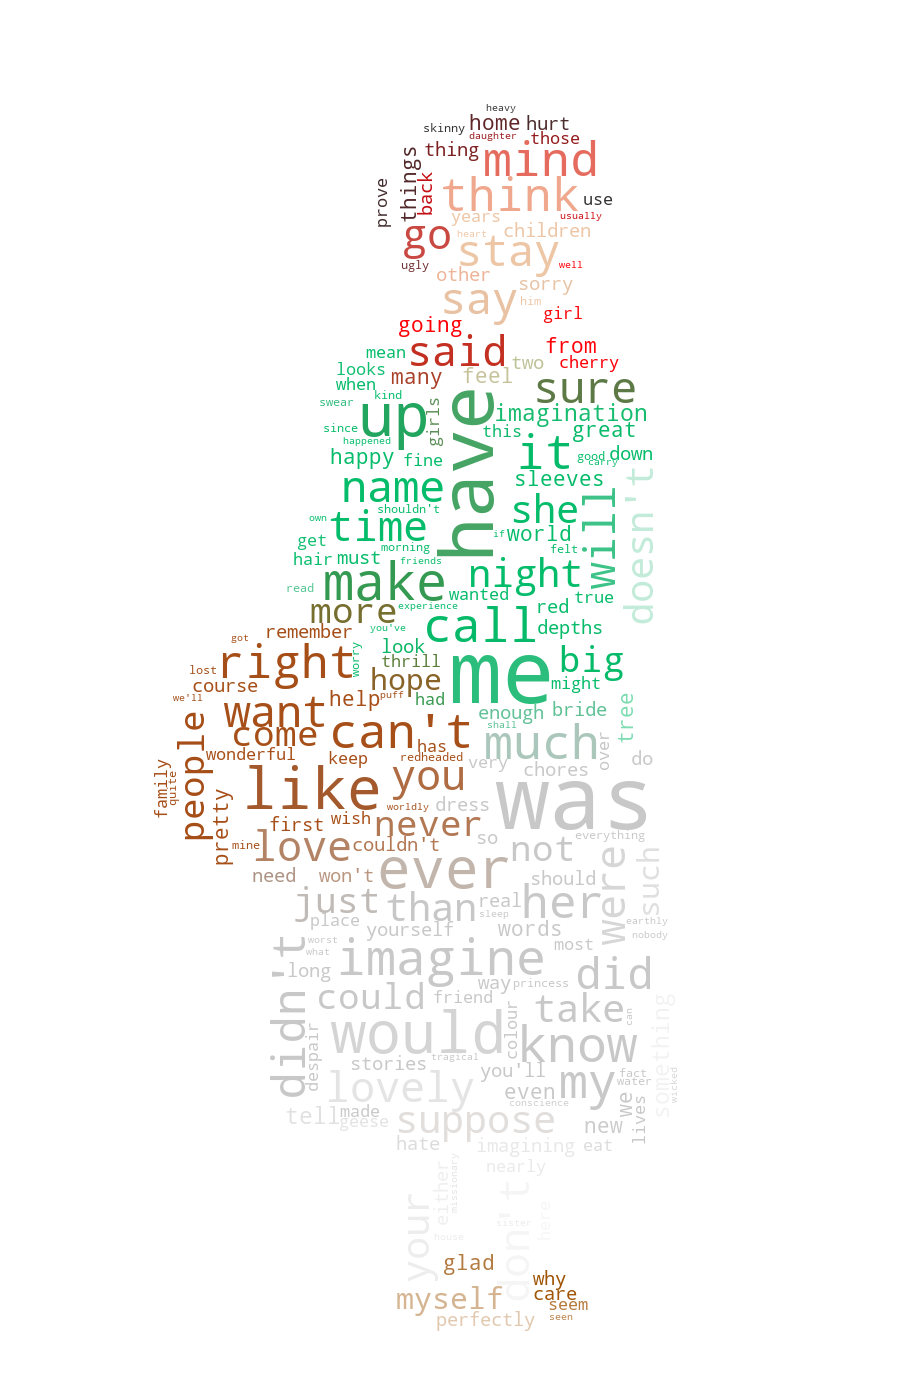 heavy
home
hurt
skinny
daughter
those
thing
mind
things
back
prove
think
use
years
usually
go
heart
children
stay
ugly
well
other
sorry
say
him
girl
going
from
said
mean
two
cherry
looks
many
feel
when
sure
kind
swear
up
girls
have
imagination
since
this
great
happened
it
happy
fine
good
down
carry
name
sleeves
doesn't
will
shouldn't
she
own
time
if
world
get
morning
felt
hair
must
friends
night
make
read
wanted
true
more
experience
red
call
got
remember
you've
depths
look
worry
right
thrill
me
big
lost
course
hope
might
we'll
puff
help
had
want
enough
bride
tree
people
come
can't
shall
much
has
over
wonderful
keep
redheaded
very
do
family
quite
you
chores
like
was
worldly
dress
pretty
first
wish
never
so
everything
mine
love
couldn't
not
were
such
need
won't
ever
should
just
than
real
her
place
sleep
earthly
yourself
words
nobody
didn't
worst
what
imagine
most
long
way
princess
did
could
friend
take
something
can
colour
would
know
despair
stories
tragical
you'll
fact
water
my
wicked
lovely
even
we
conscience
lives
tell
made
geese
suppose
new
hate
imagining
eat
nearly
either
missionary
your
don't
here
sister
house
glad
why
care
myself
seem
perfectly
seen